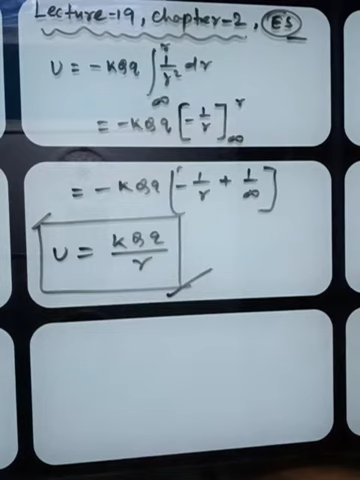 Lecture-19, chapter-2, ES
U = -KQq ∫_∞^r 1/r² dr
= -KQq [-1/r]_∞^r
= -KQq [-1/r + 1/∞]
U = KQq/r